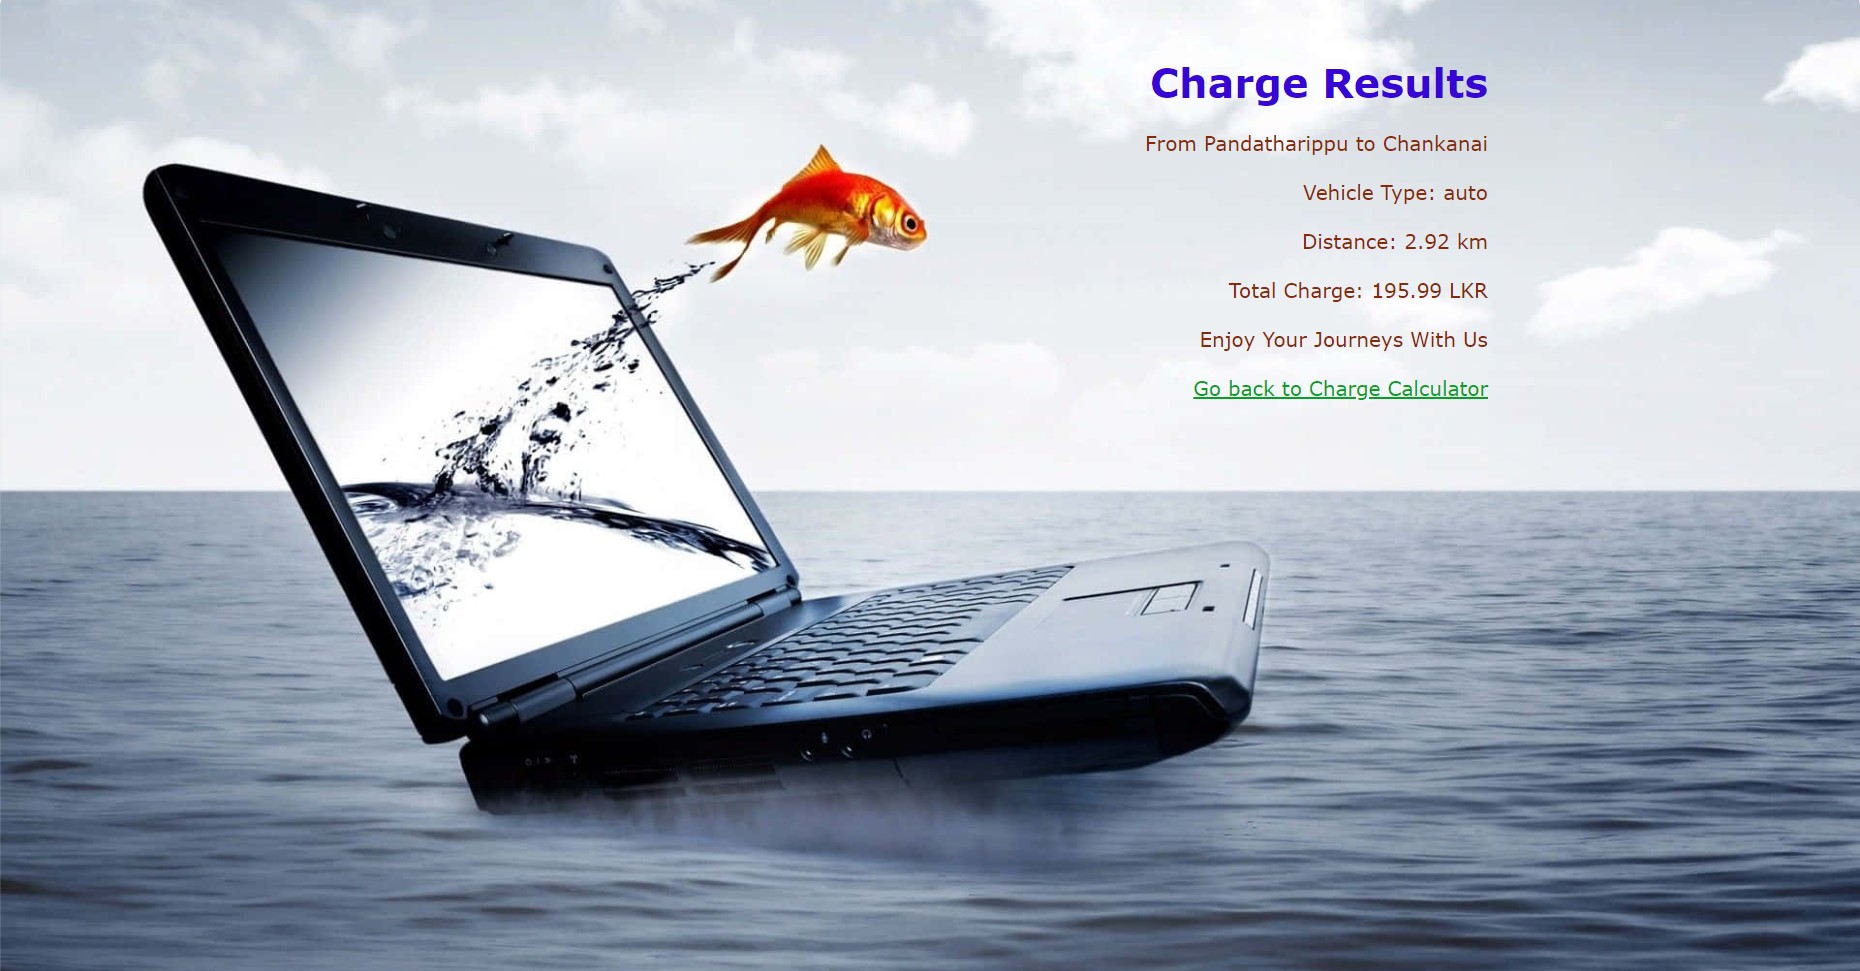 Charge Results
From Pandatharippu to Chankanai
Vehicle Type: auto
Distance: 2.92 km
Total Charge: 195.99 LKR
Enjoy Your Journeys With Us
Go back to Charge Calculator